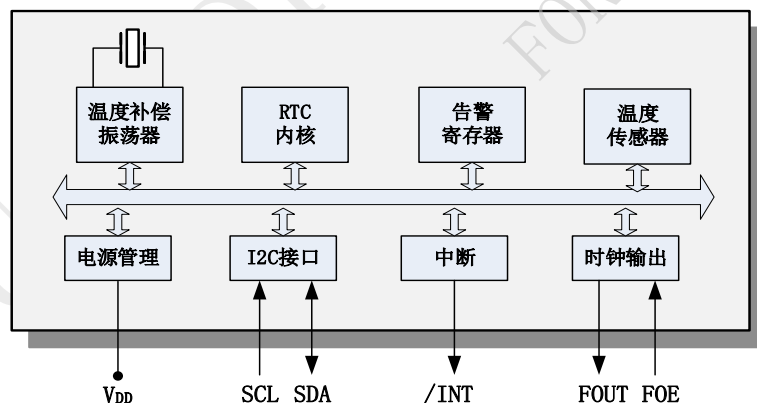 温度补偿
振荡器
RTC
内核
告警
寄存器
温度
传感器
电源管理
I2C接口
中断
时钟输出
VDD
SCL SDA
/INT
FOUT FOE